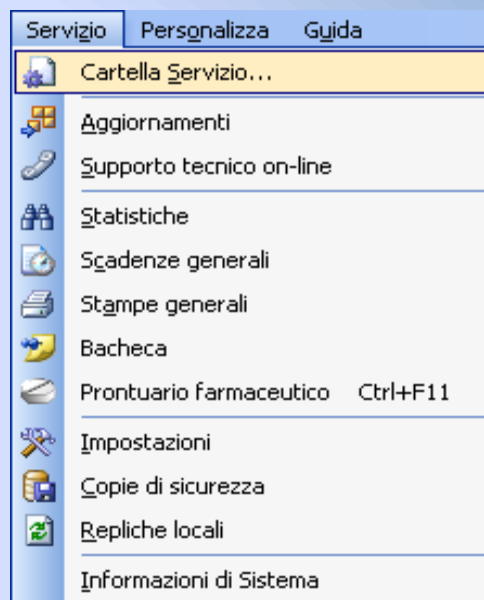 Servizio Personalizza Guida
Cartella Servizio...
Aggiornamenti
Supporto tecnico on-line
Statistiche
Scadenze generali
Stampe generali
Bacheca
Prontuario farmaceutico Ctrl+F11
Impostazioni
Copie di sicurezza
Repliche locali
Informazioni di Sistema